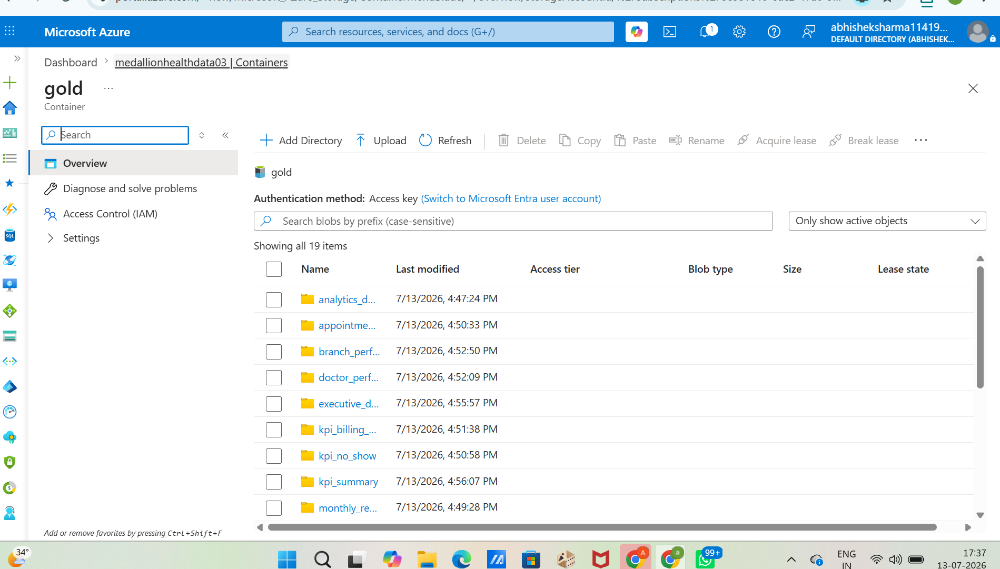 Microsoft Azure
Search resources, services, and docs (G+/)
1
abhisheksharma11419...
DEFAULT DIRECTORY (ABHISHEK...
Dashboard
medallionhealthdata03 | Containers
gold
...
Container
Search
Overview
Diagnose and solve problems
Access Control (IAM)
Settings
Add or remove favorites by pressing Ctrl+Shift+F
Add Directory
Upload
Refresh
Delete
Copy
Paste
Rename
Acquire lease
Break lease
...
gold
Authentication method: Access key (Switch to Microsoft Entra user account)
Search blobs by prefix (case-sensitive)
Only show active objects
Showing all 19 items
Name Last modified Access tier Blob type Size Lease state
analytics_d... 7/13/2026, 4:47:24 PM
appointme... 7/13/2026, 4:50:33 PM
branch_perf... 7/13/2026, 4:52:50 PM
doctor_perf... 7/13/2026, 4:52:09 PM
executive_d... 7/13/2026, 4:55:57 PM
kpi_billing_... 7/13/2026, 4:51:38 PM
kpi_no_show 7/13/2026, 4:50:58 PM
kpi_summary 7/13/2026, 4:56:07 PM
monthly_re... 7/13/2026, 4:49:28 PM
34°
A
a
99+
ENG
IN
17:37
13-07-2026